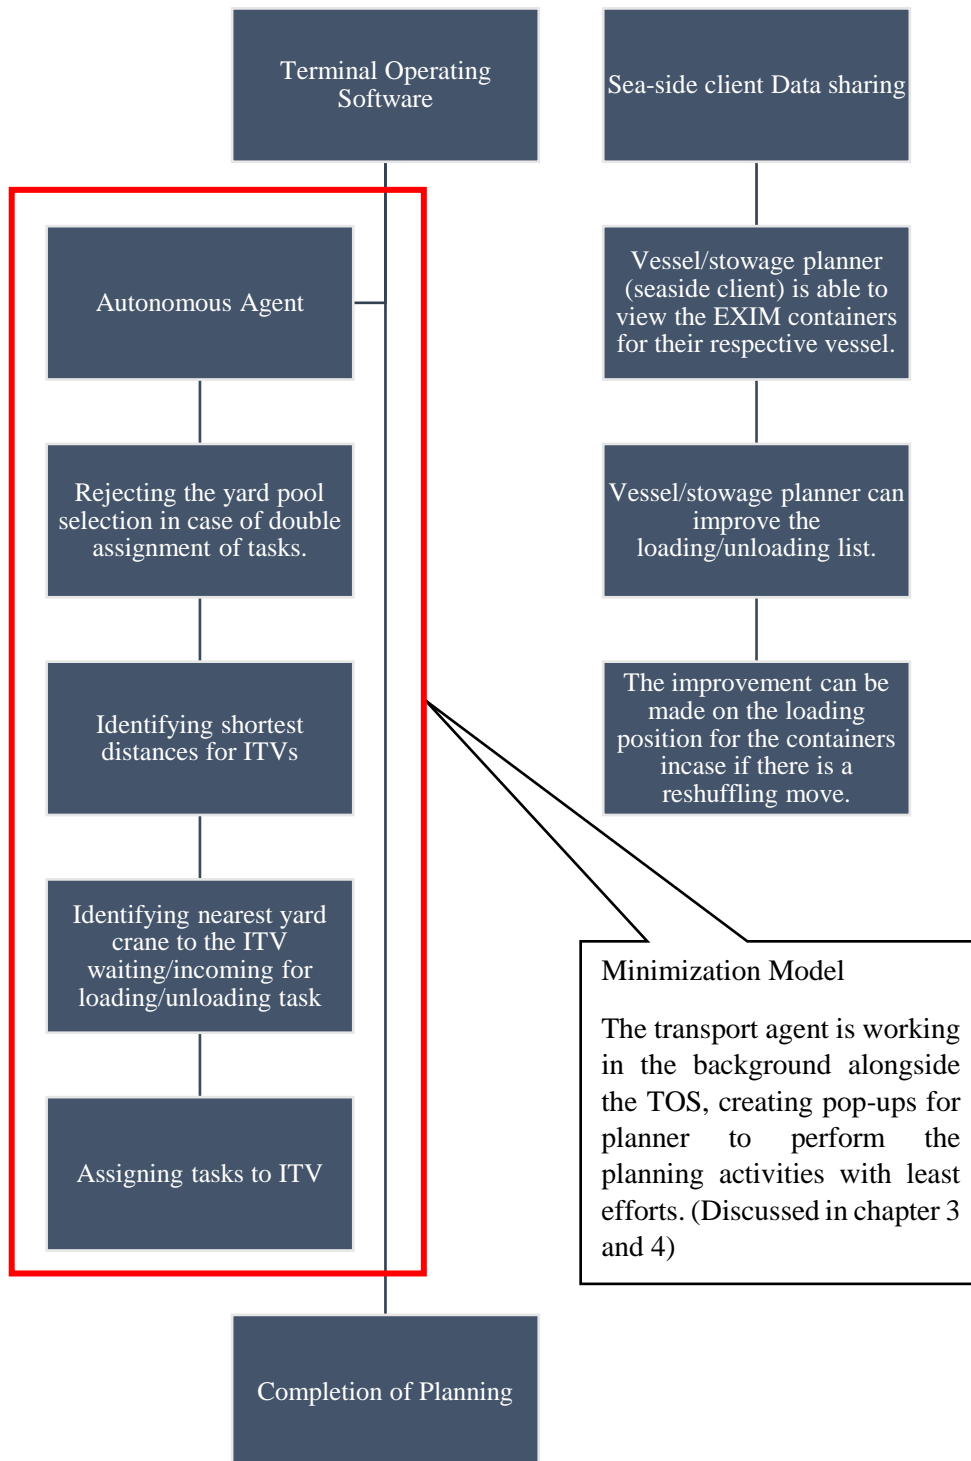 Terminal Operating
Software
Sea-side client Data sharing
Autonomous Agent
Vessel/stowage planner
(seaside client) is able to
view the EXIM containers
for their respective vessel.
Rejecting the yard pool
selection in case of double
assignment of tasks.
Vessel/stowage planner can
improve the
loading/unloading list.
Identifying shortest
distances for ITVs
The improvement can be
made on the loading
position for the containers
incase if there is a
reshuffling move.
Identifying nearest yard
crane to the ITV
waiting/incoming for
loading/unloading task
Minimization Model
The transport agent is working
in the background alongside
the TOS, creating pop-ups for
planner to perform the
planning activities with least
efforts. (Discussed in chapter 3
and 4)
Assigning tasks to ITV
Completion of Planning